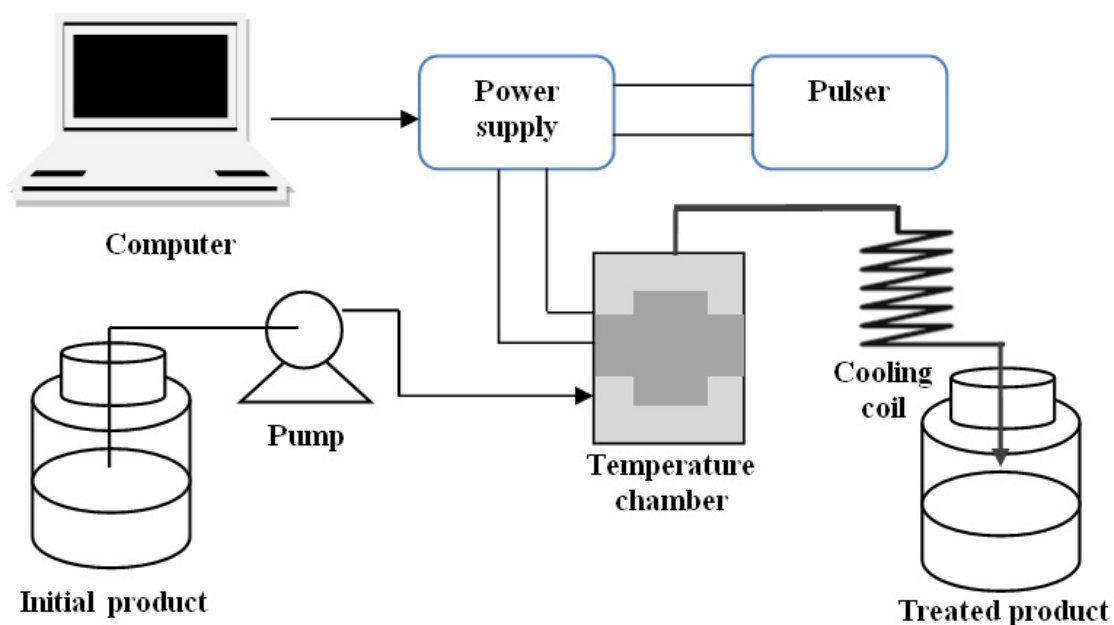 Power
supply
Pulser
Computer
Cooling
coil
Pump
Temperature
chamber
Initial product
Treated product